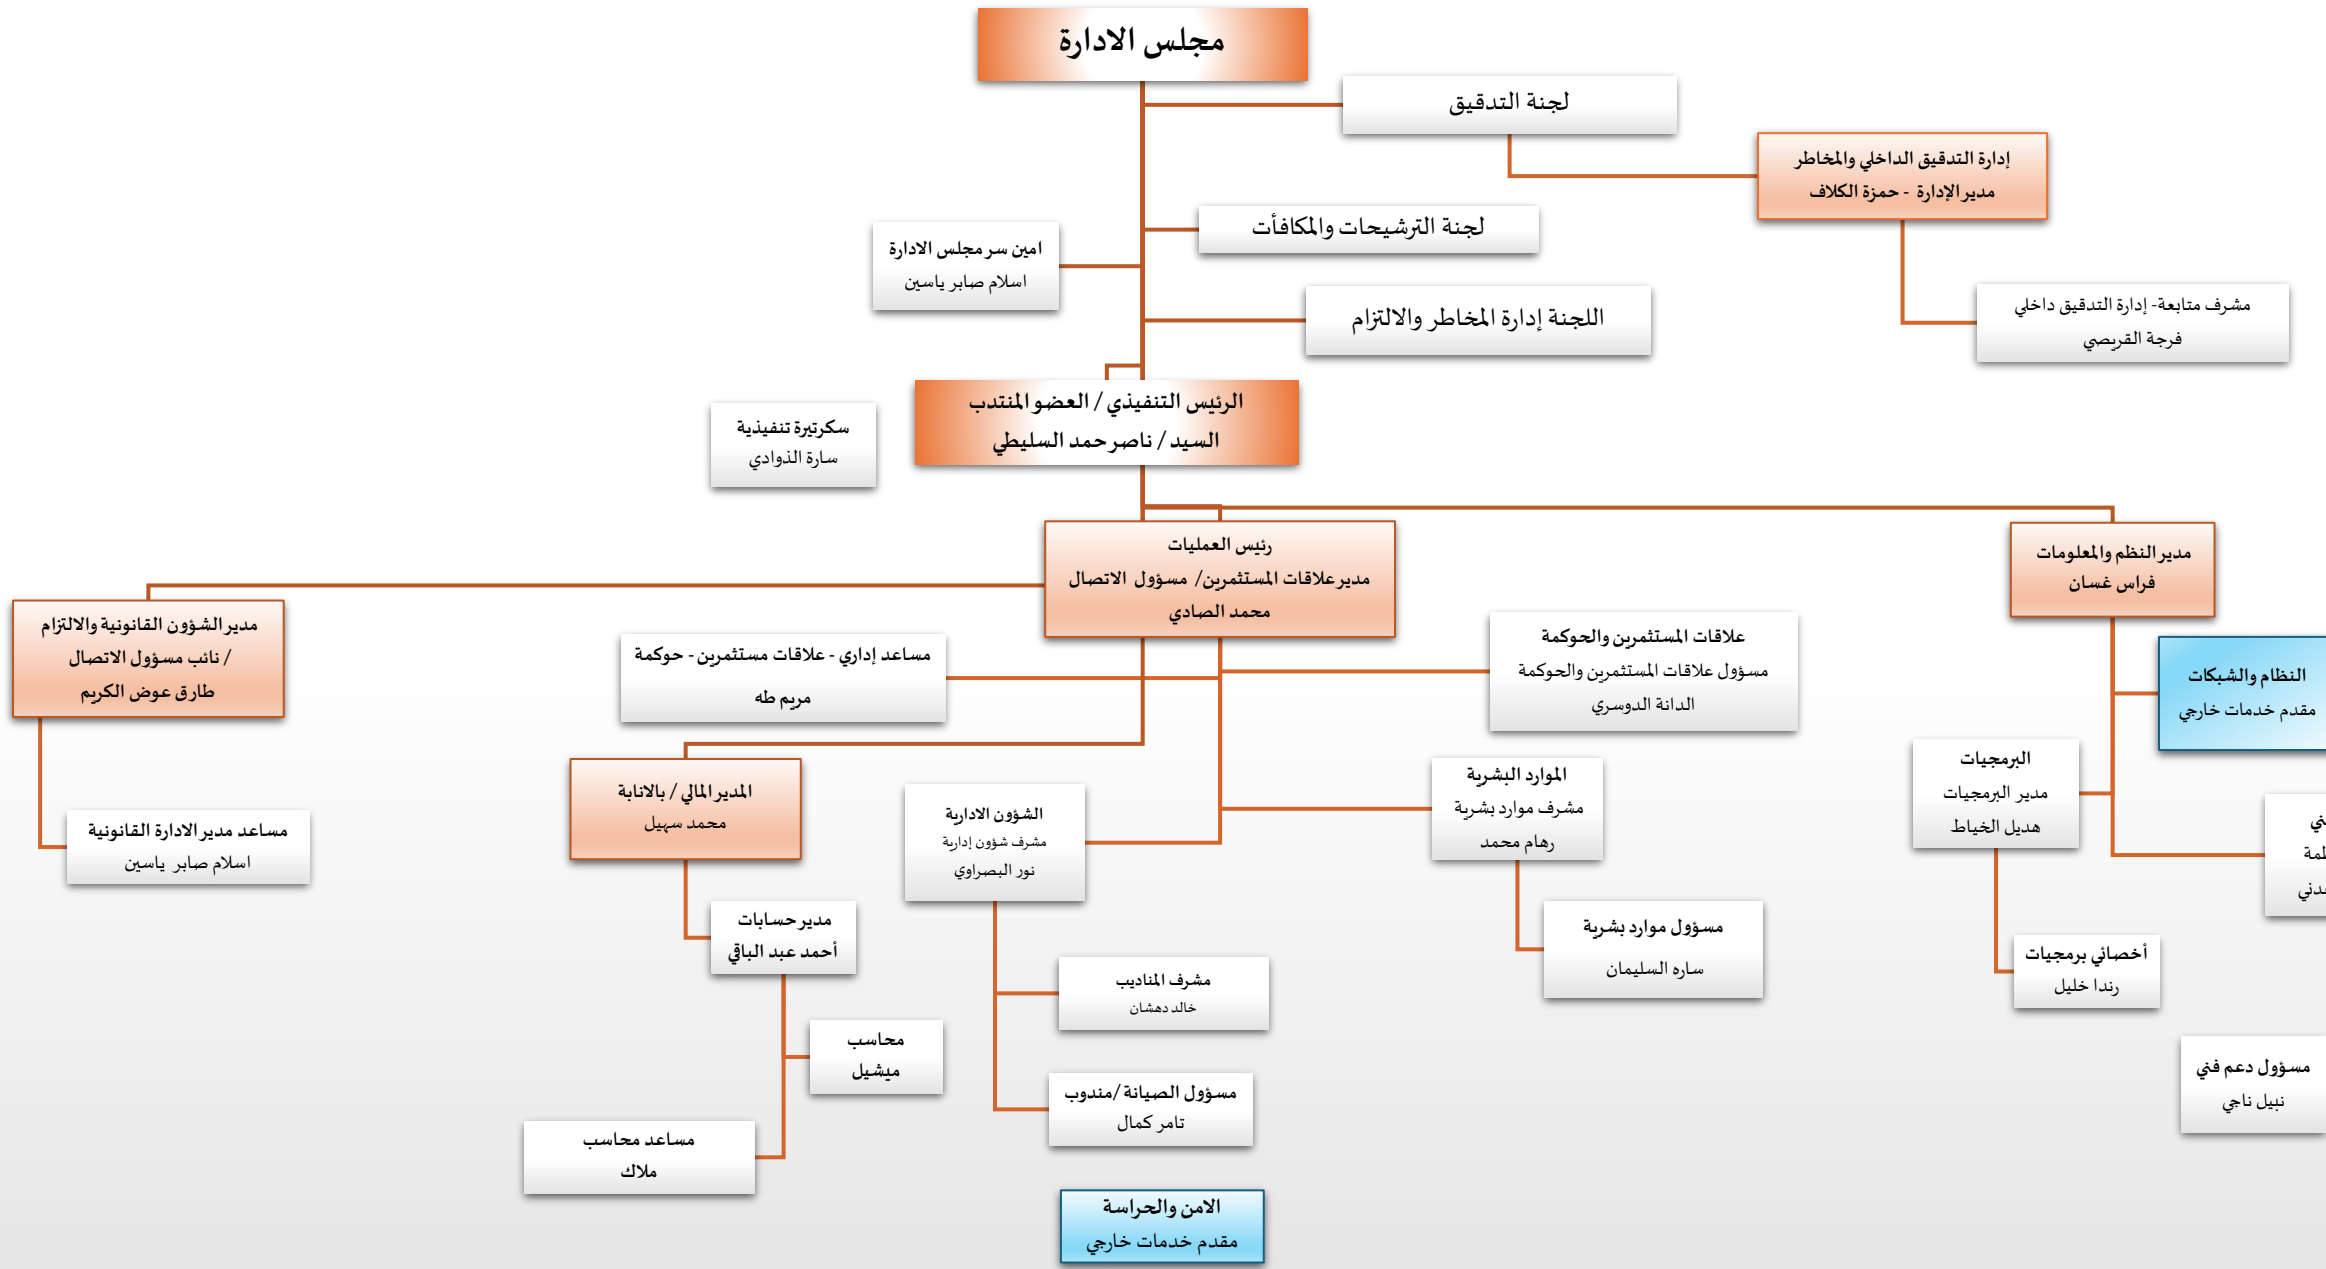 مجلس الادارة
لجنة التدقيق
إدارة التدقيق الداخلي والمخاطر
مدير الإدارة - حمزة الكلاف
لجنة الترشيحات والمكافأت
امين سر مجلس الادارة
اسلام صابر ياسين
اللجنة إدارة المخاطر والالتزام
مشرف متابعة- إدارة التدقيق داخلي
فرجة القريصي
الرئيس التنفيذي / العضو المنتدب
السيد / ناصر حمد السليطي
سكرتيرة تنفيذية
سارة الذوادي
رئيس العمليات
مدير علاقات المستثمرين/ مسؤول الاتصال
محمد الصادي
مدير النظم والمعلومات
فراس غسان
مدير الشؤون القانونية والالتزام
/ نائب مسؤول الاتصال
طارق عوض الكريم
علاقات المستثمرين والحوكمة
مسؤول علاقات المستثمرين والحوكمة
الدانة الدوسري
مساعد إداري - علاقات مستثمرين - حوكمة
مريم طه
النظام والشبكات
مقدم خدمات خارجي
البرمجيات
مدير البرمجيات
هديل الخياط
الموارد البشرية
مشرف موارد بشرية
رهام محمد
الشؤون الادارية
مشرف شؤون إدارية
نور البصراوي
المدير المالي / بالانابة
محمد سهيل
مساعد مدير الادارة القانونية
اسلام صابر ياسين
مدير حسابات
أحمد عبد الباقي
مسؤول موارد بشرية
ساره السليمان
أخصائي برمجيات
رندا خليل
مشرف المناديب
خالد دهشان
محاسب
ميشيل
مسؤول دعم فني
نبيل ناجي
مسؤول الصيانة /مندوب
تامر كمال
مساعد محاسب
ملاك
الامن والحراسة
مقدم خدمات خارجي